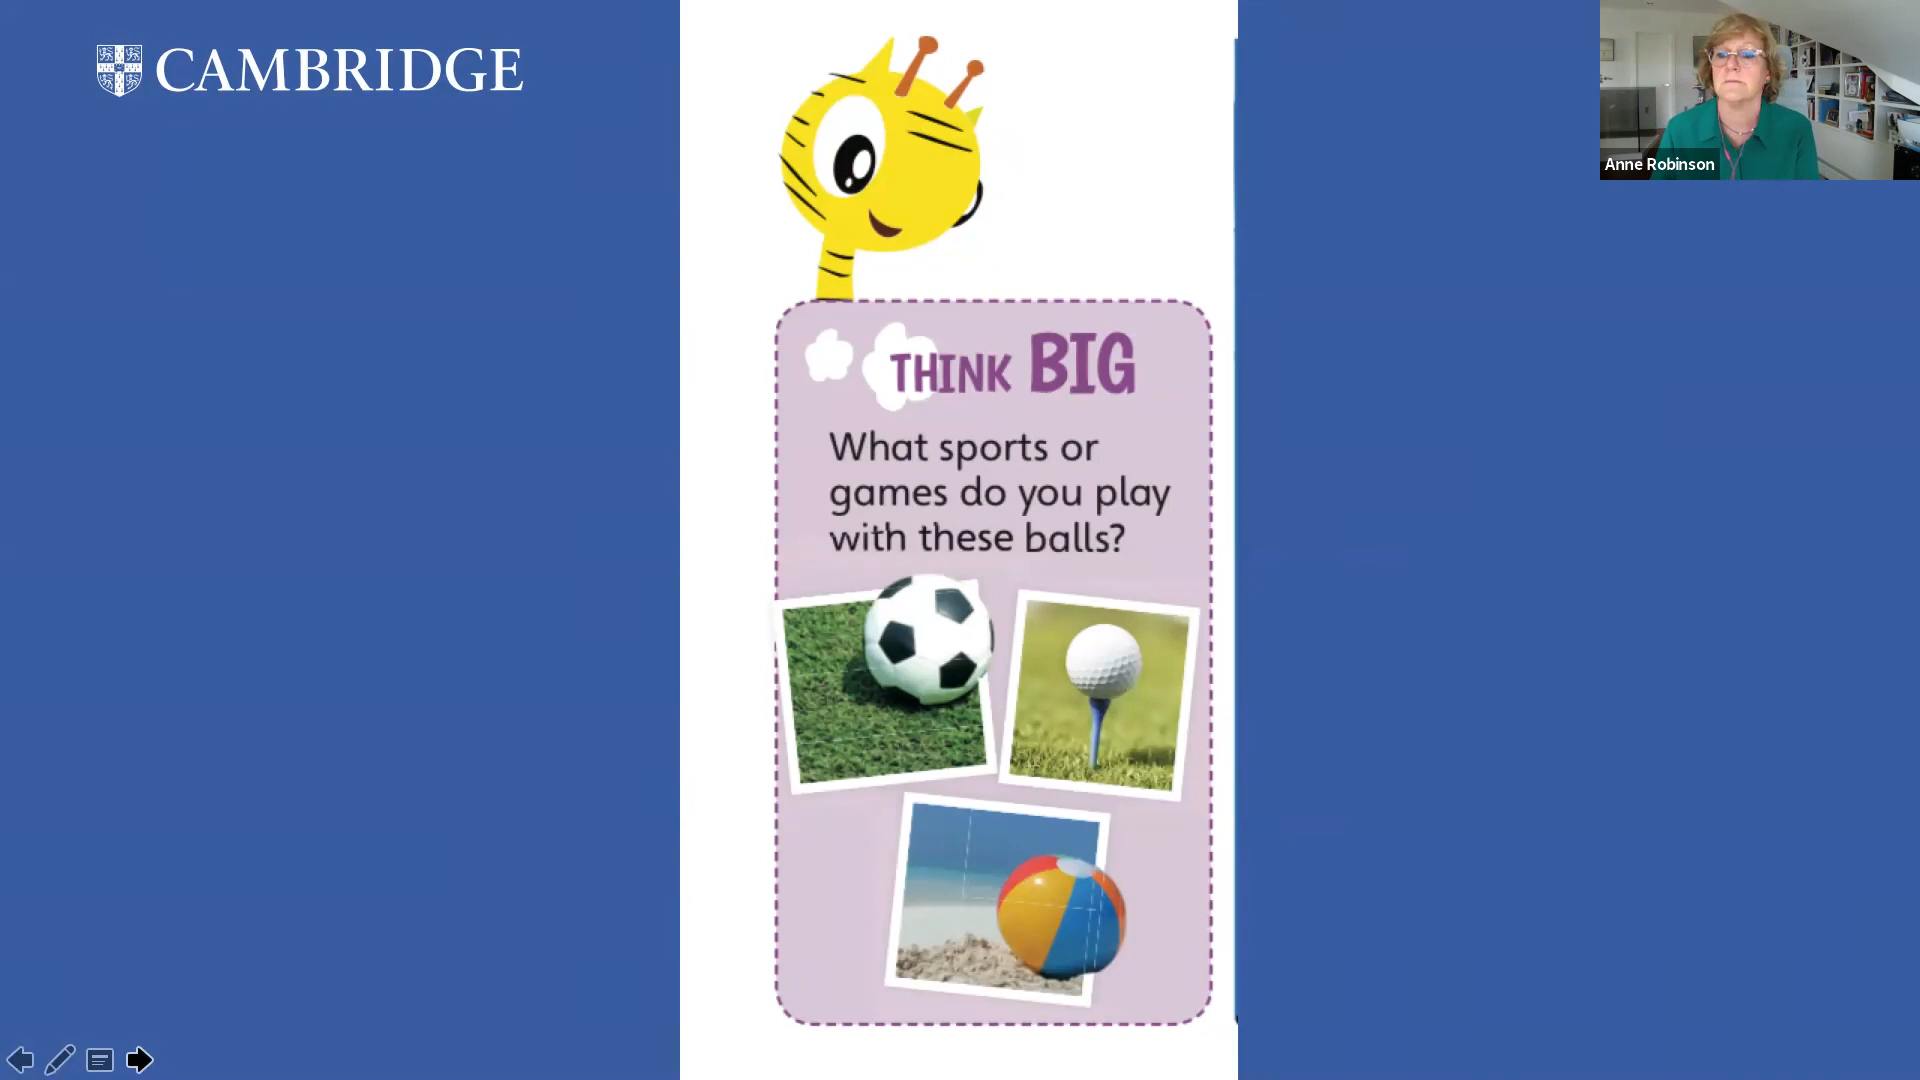 CAMBRIDGE
Anne Robinson
THINK BIG
What sports or
games do you play
with these balls?